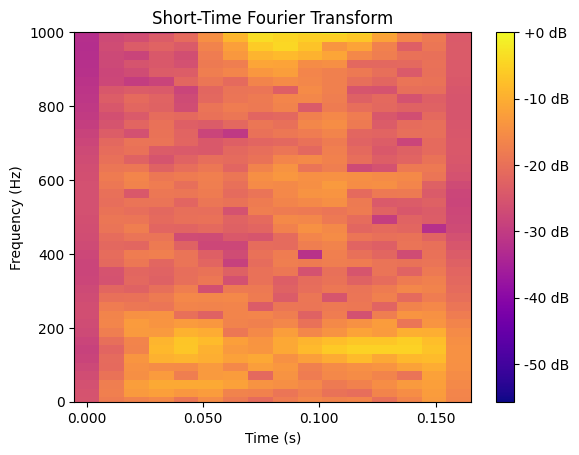 Short-Time Fourier Transform
1000
800
600
400
200
0
Frequency (Hz)
0.000
0.050
0.100
0.150
Time (s)
+0 dB
-10 dB
-20 dB
-30 dB
-40 dB
-50 dB